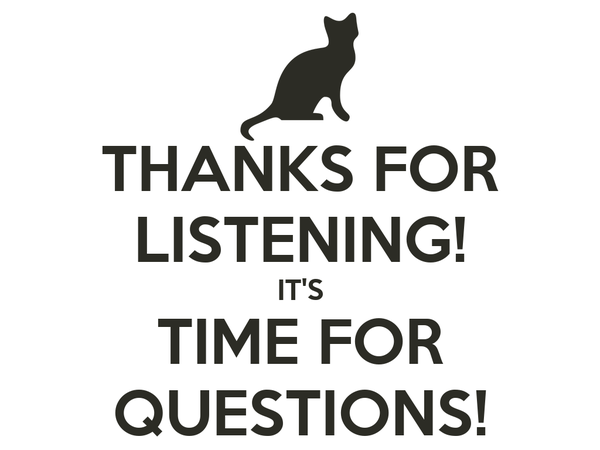 THANKS FOR
LISTENING!
IT'S
TIME FOR
QUESTIONS!